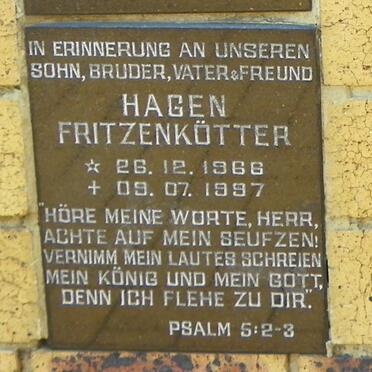 IN ERINNERUNG AN UNSEREN
SOHN, BRUDER, VATER & FREUND
HAGEN
FRITZENKÖTTER
☆ 26. 12. 1966
+ 09. 07. 1997
"HÖRE MEINE WORTE, HERR,
ACHTE AUF MEIN SEUFZEN!
VERNIMM MEIN LAUTES SCHREIEN
MEIN KÖNIG UND MEIN GOTT,
DENN ICH FLEHE ZU DIR".
PSALM 5:2-3